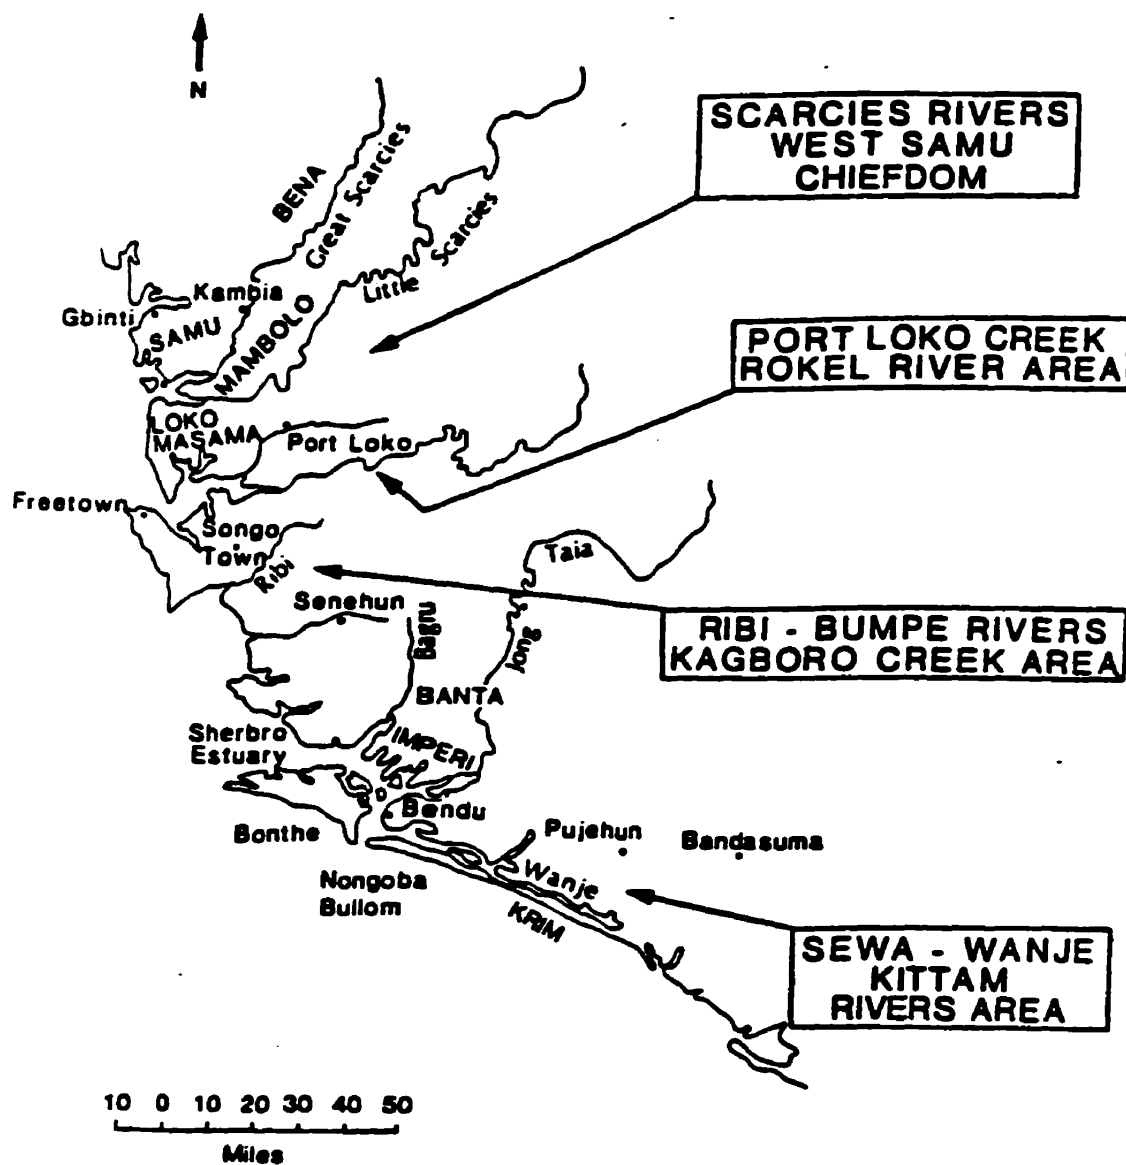 N
SCARCIES RIVERS
WEST SAMU
CHIEFDOM
BENA
Great Scarcies
Little Scarcies
Kambia
Gbinti
SAMU
MAMBOLO
PORT LOKO CREEK
ROKEL RIVER AREA
LOKO
MASAMA
Port Loko
Freetown
Songo
Town
Ribi
Taia
Senehun
Bagru
Jong
RIBI - BUMPE RIVERS
KAGBORO CREEK AREA
BANTA
Sherbro
Estuary
IMPERI
Bendu
Bonthe
Pujehun
Bandasuma
Nongoba
Bullom
Wanje
KRIM
SEWA - WANJE
KITTAM
RIVERS AREA
10 0 10 20 30 40 50
Miles